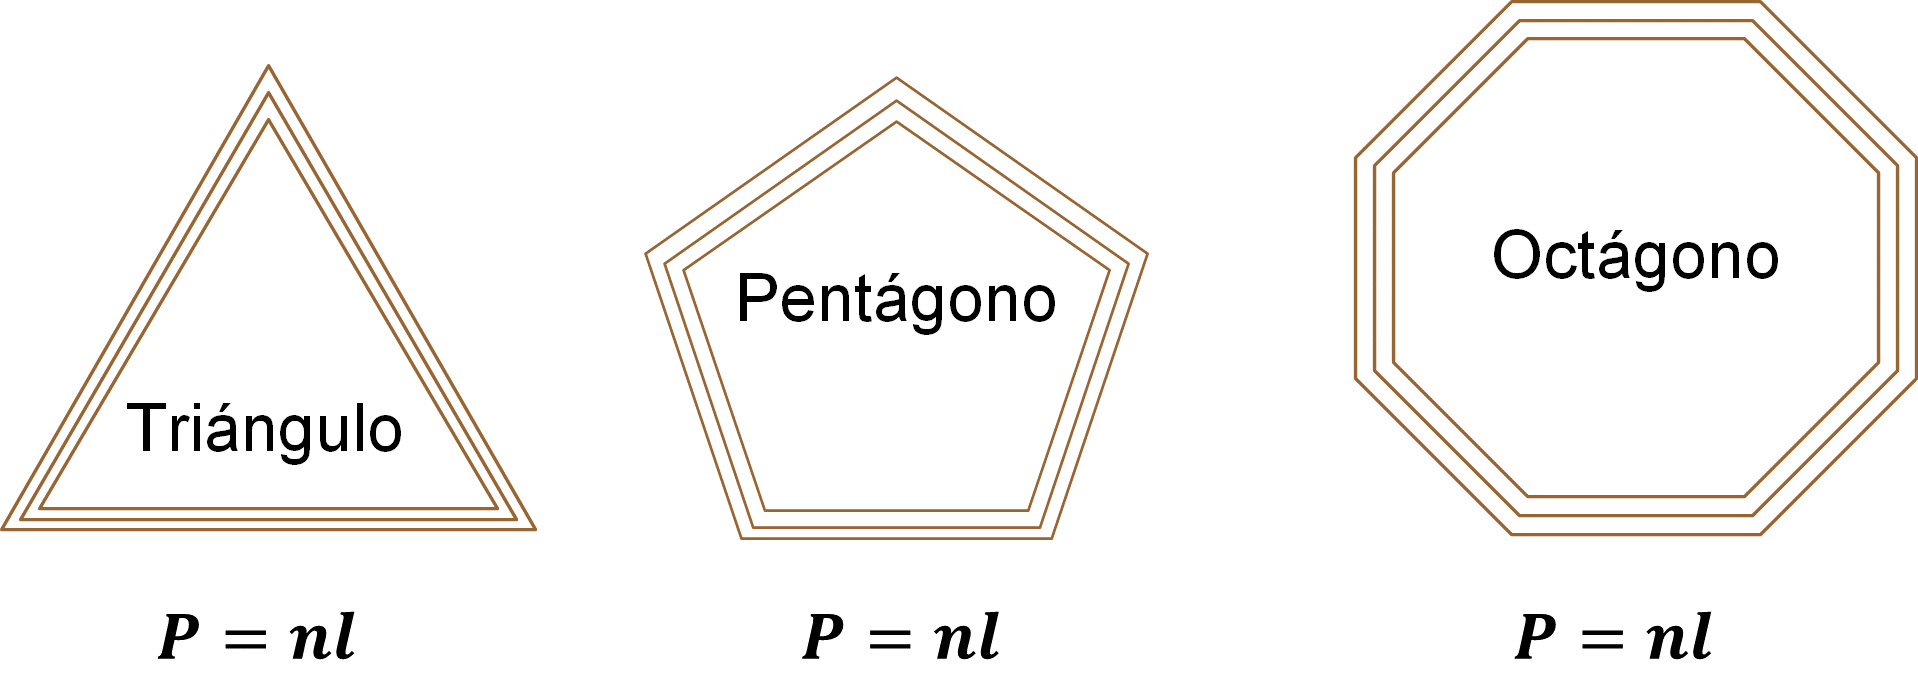 Triángulo
P = nl
Pentágono
P = nl
Octágono
P = nl